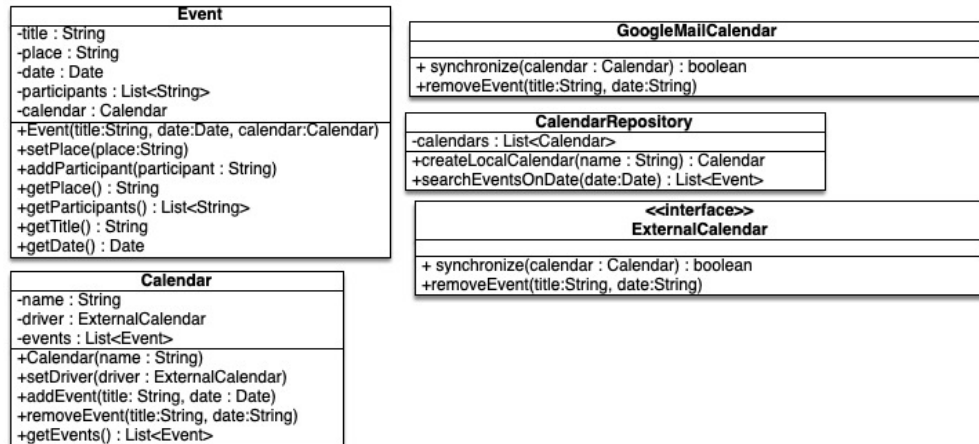 Event
-title : String
-place : String
-date : Date
-participants : List<String>
-calendar : Calendar
+Event(title:String, date:Date, calendar:Calendar)
+setPlace(place:String)
+addParticipant(participant : String)
+getPlace() : String
+getParticipants() : List<String>
+getTitle() : String
+getDate() : Date
Calendar
-name : String
-driver : ExternalCalendar
-events : List<Event>
+Calendar(name : String)
+setDriver(driver : ExternalCalendar)
+addEvent(title: String, date : Date)
+removeEvent(title:String, date:String)
+getEvents() : List<Event>
GoogleMailCalendar
+ synchronize(calendar : Calendar) : boolean
+removeEvent(title:String, date:String)
CalendarRepository
-calendars : List<Calendar>
+createLocalCalendar(name : String) : Calendar
+searchEventsOnDate(date:Date) : List<Event>
<<interface>>
ExternalCalendar
+ synchronize(calendar : Calendar) : boolean
+removeEvent(title:String, date:String)